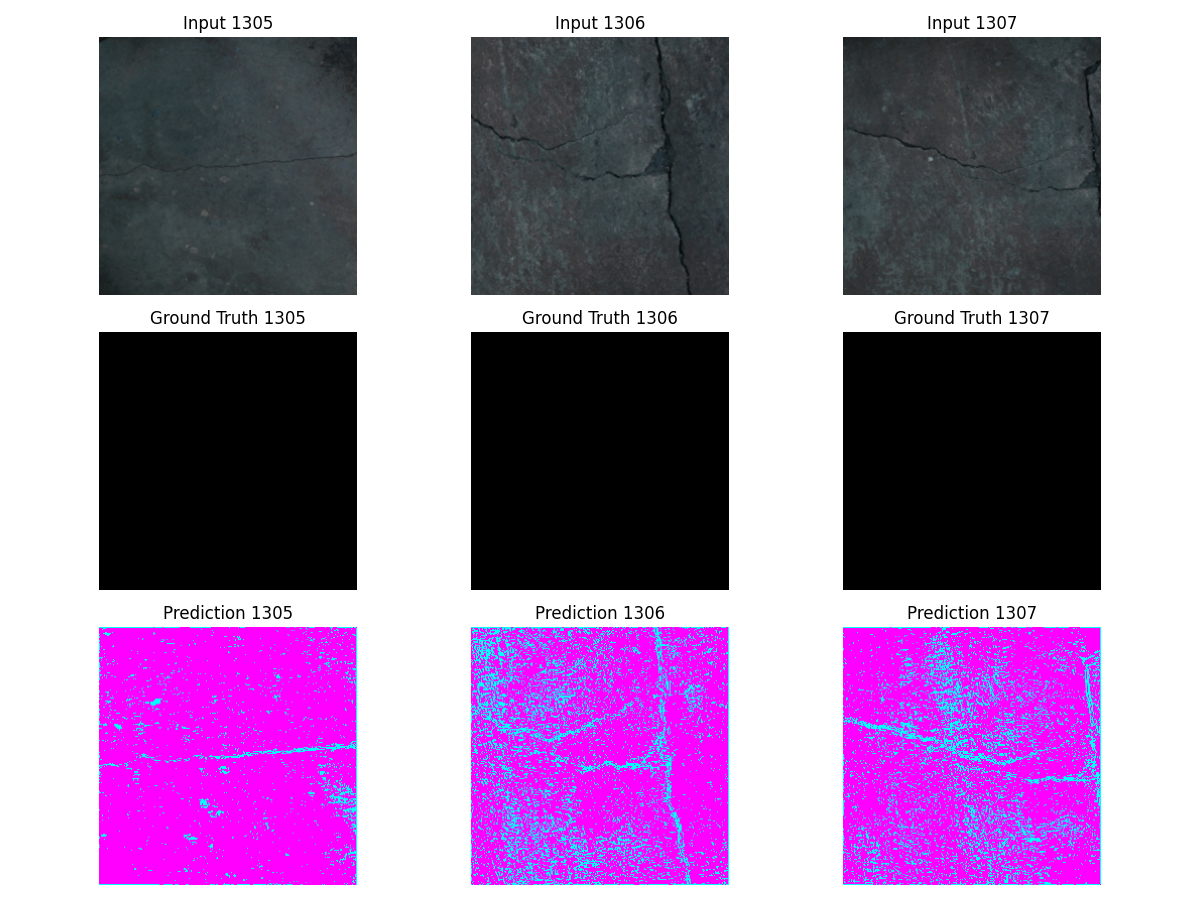 Input 1305
Input 1306
Input 1307
Ground Truth 1305
Ground Truth 1306
Ground Truth 1307
Prediction 1305
Prediction 1306
Prediction 1307